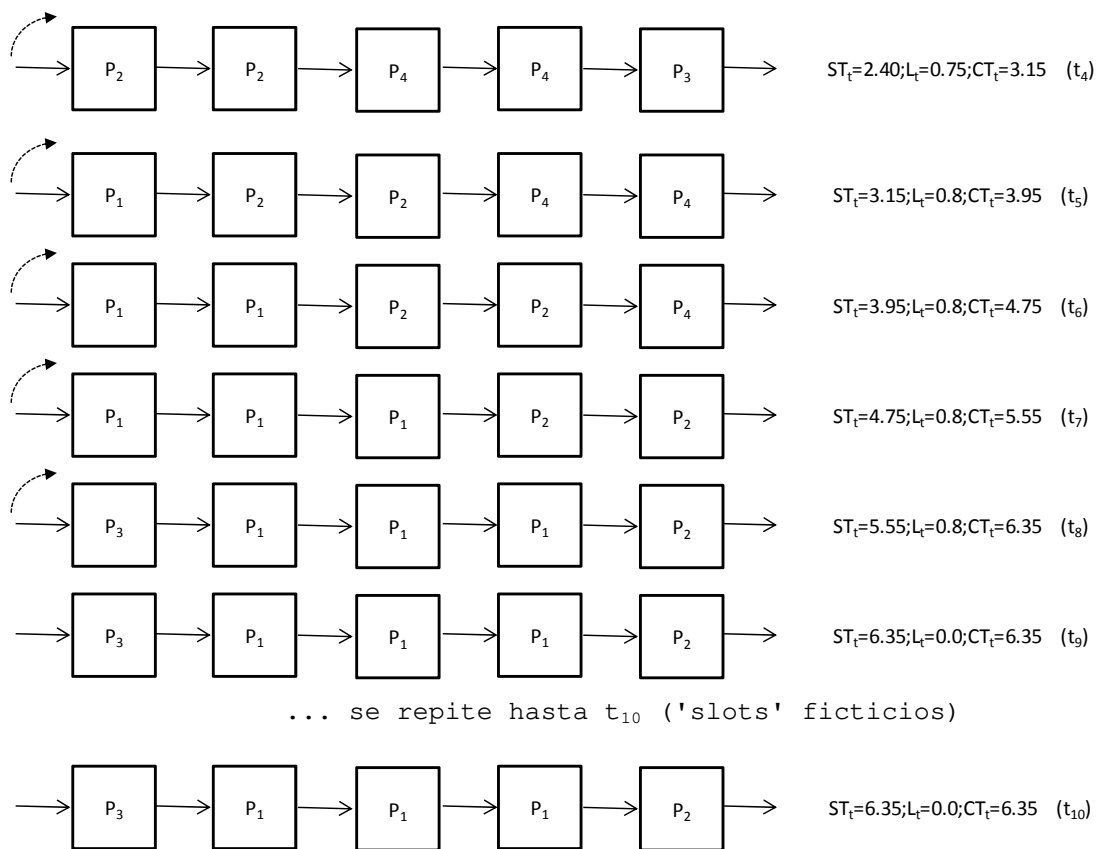 P₂ P₂ P₄ P₄ P₃ STₜ=2.40;Lₜ=0.75;CTₜ=3.15 (t₄)
P₁ P₂ P₂ P₄ P₄ STₜ=3.15;Lₜ=0.8;CTₜ=3.95 (t₅)
P₁ P₁ P₂ P₂ P₄ STₜ=3.95;Lₜ=0.8;CTₜ=4.75 (t₆)
P₁ P₁ P₁ P₂ P₂ STₜ=4.75;Lₜ=0.8;CTₜ=5.55 (t₇)
P₃ P₁ P₁ P₁ P₂ STₜ=5.55;Lₜ=0.8;CTₜ=6.35 (t₈)
P₃ P₁ P₁ P₁ P₂ STₜ=6.35;Lₜ=0.0;CTₜ=6.35 (t₉)
... se repite hasta t₁₀ ('slots' ficticios)
P₃ P₁ P₁ P₁ P₂ STₜ=6.35;Lₜ=0.0;CTₜ=6.35 (t₁₀)